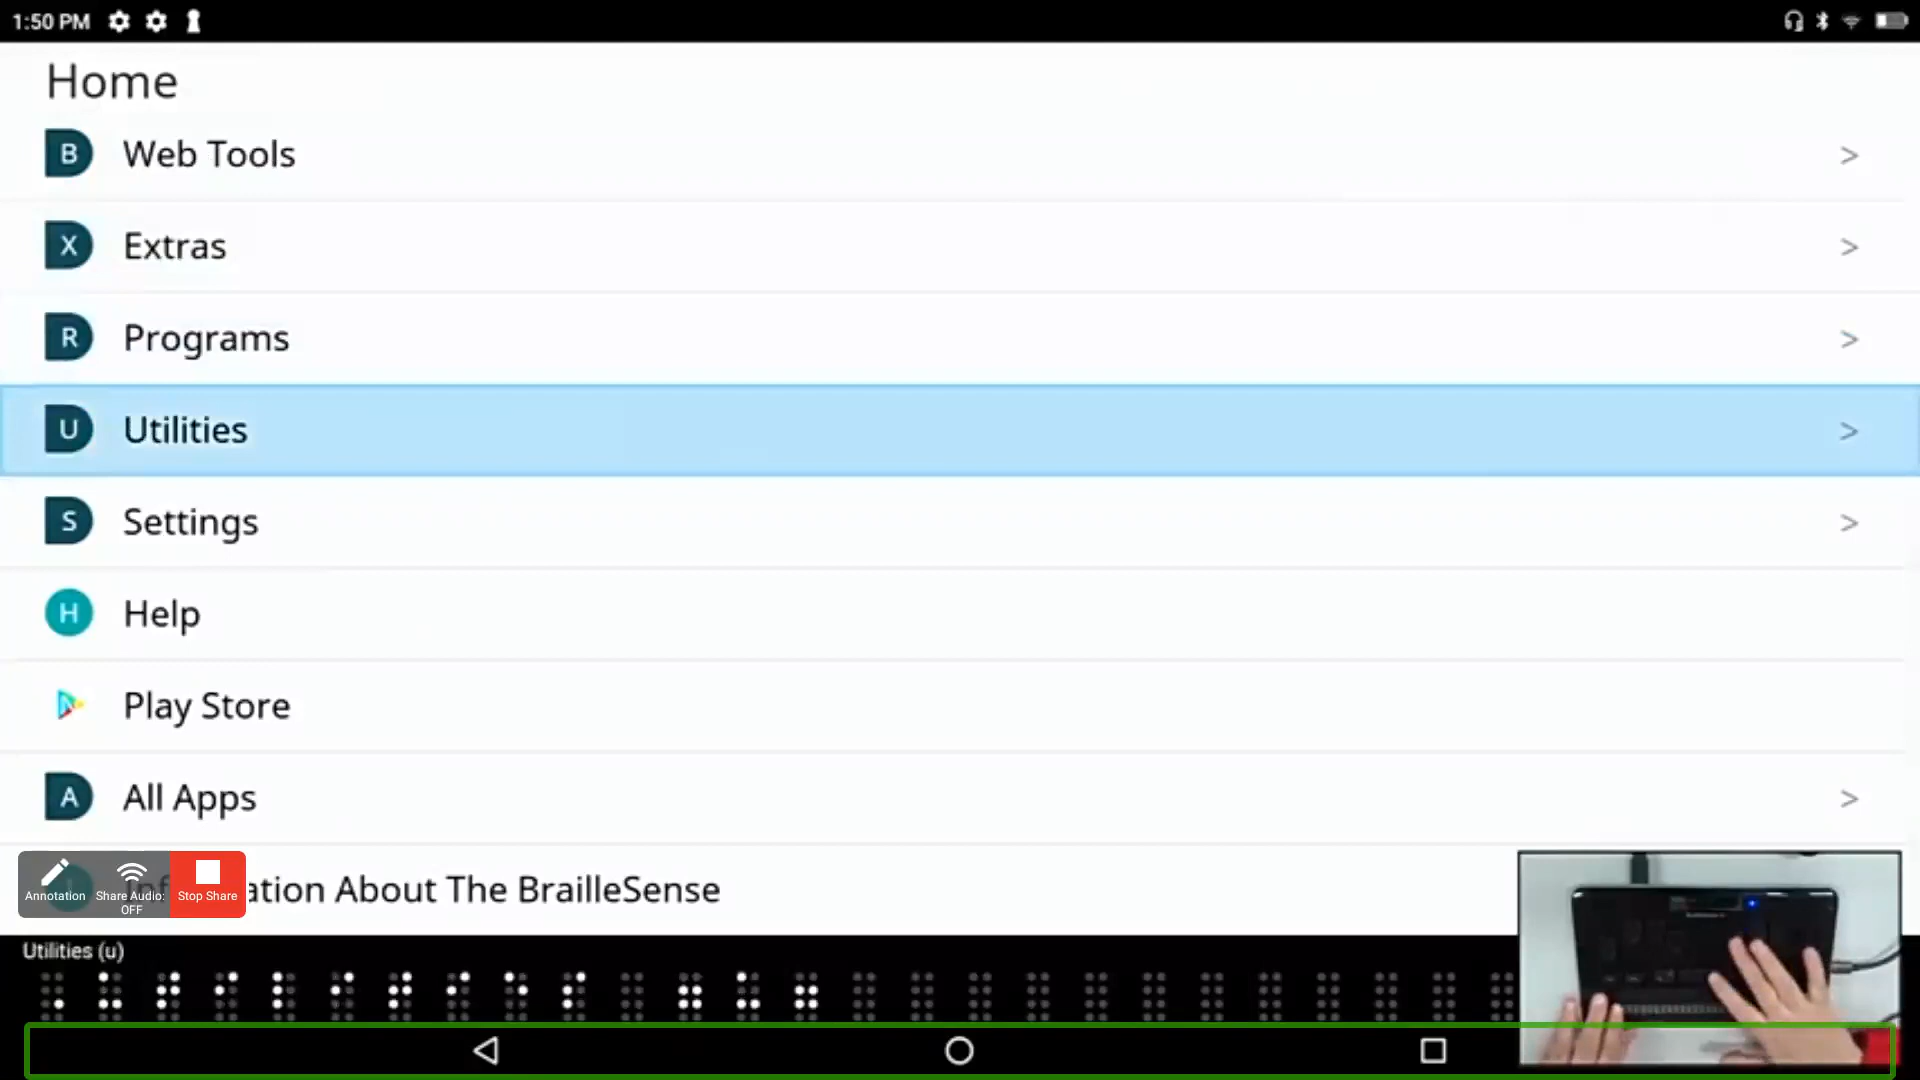 1:50 PM
Home
B Web Tools >
X Extras >
R Programs >
U Utilities >
S Settings >
H Help
Play Store
A All Apps >
Annotation Share Audio: OFF Stop Share
Inf ation About The BrailleSense
Utilities (u)